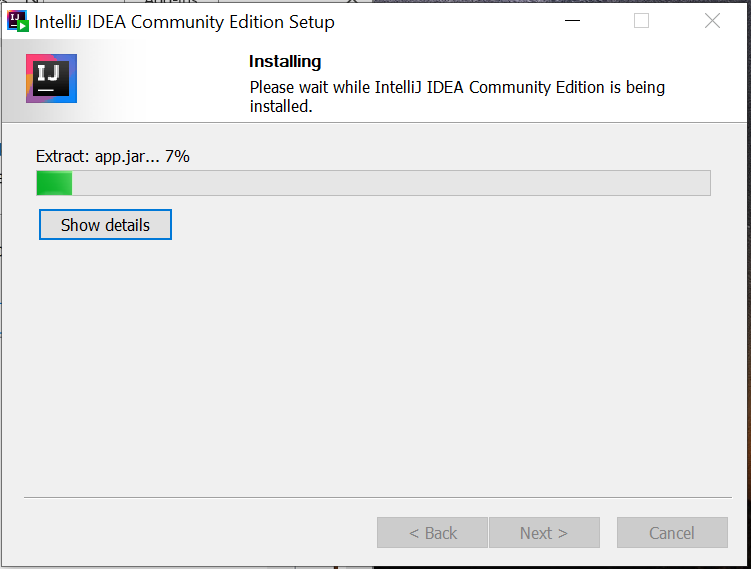 IntelliJ IDEA Community Edition Setup
IJ
Installing
Please wait while IntelliJ IDEA Community Edition is being
installed.
Extract: app.jar... 7%
Show details
< Back
Next >
Cancel